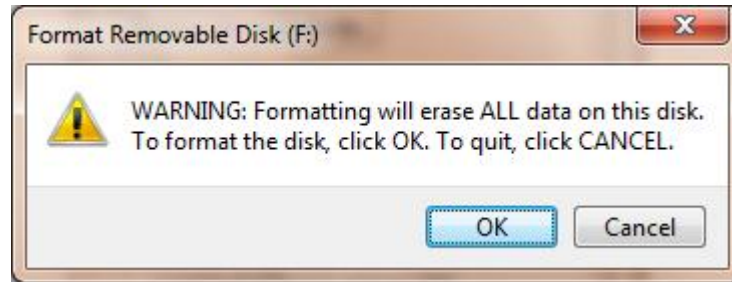 Format Removable Disk (F:)
WARNING: Formatting will erase ALL data on this disk.
To format the disk, click OK. To quit, click CANCEL.
OK
Cancel